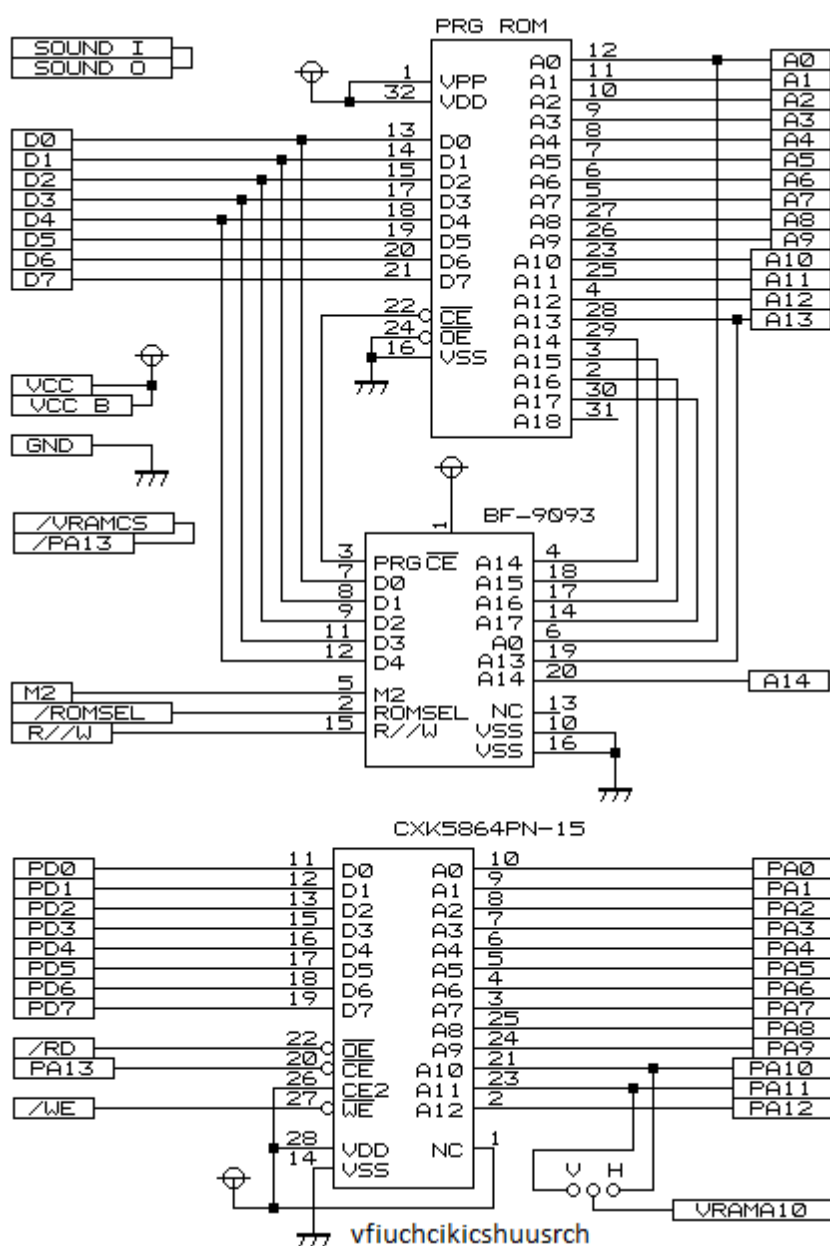 PRG ROM
SOUND I
SOUND O
1 VPP A0 12 A0
32 VDD A1 11 A1
A2 10 A2
A3 9 A3
D0 13 D0 A4 8 A4
D1 14 D1 A5 7 A5
D2 15 D2 A6 6 A6
D3 17 D3 A7 5 A7
D4 18 D4 A8 27 A8
D5 19 D5 A9 26 A9
D6 20 D6 A10 23 A10
D7 21 D7 A11 25 A11
A12 4 A12
22 CE A13 28 A13
24 OE A14 29
16 VSS A15 3
A16 2
A17 30
A18 31
VCC
VCC B
GND
BF-9093
1
/VRAMCS
/PA13
3 PRG CE A14 4
7 D0 A15 18
8 D1 A16 17
9 D2 A17 14
11 D3 A0 6
12 D4 A13 19
A14 20 A14
M2 5 M2
/ROMSEL 2 ROMSEL NC 13
R//W 15 R//W VSS 10
VSS 16
CXK5864PN-15
PD0 11 D0 A0 10 PA0
PD1 12 D1 A1 9 PA1
PD2 13 D2 A2 8 PA2
PD3 15 D3 A3 7 PA3
PD4 16 D4 A4 6 PA4
PD5 17 D5 A5 5 PA5
PD6 18 D6 A6 4 PA6
PD7 19 D7 A7 3 PA7
A8 25 PA8
/RD 22 OE A9 24 PA9
PA13 20 CE A10 21 PA10
26 CE2 A11 23 PA11
/WE 27 WE A12 2 PA12
28 VDD NC 1
14 VSS
V H
VRAMA10
vfiuchcikicshuusrch